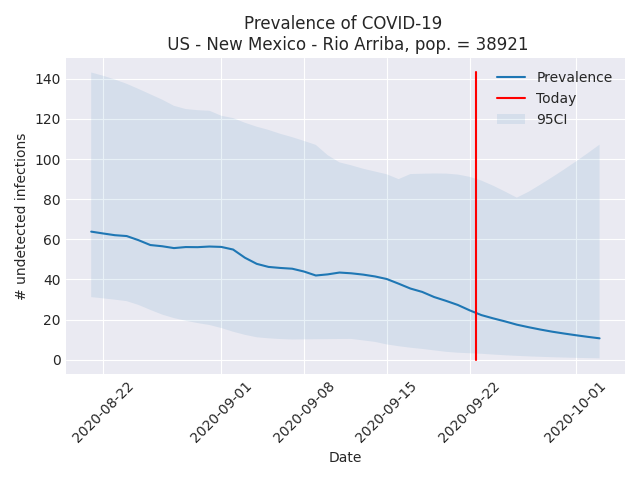 Prevalence of COVID-19
US - New Mexico - Rio Arriba, pop. = 38921
Prevalence
Today
95CI
140
120
100
80
60
40
20
0
# undetected infections
2020-08-22
2020-09-01
2020-09-08
2020-09-15
2020-09-22
2020-10-01
Date